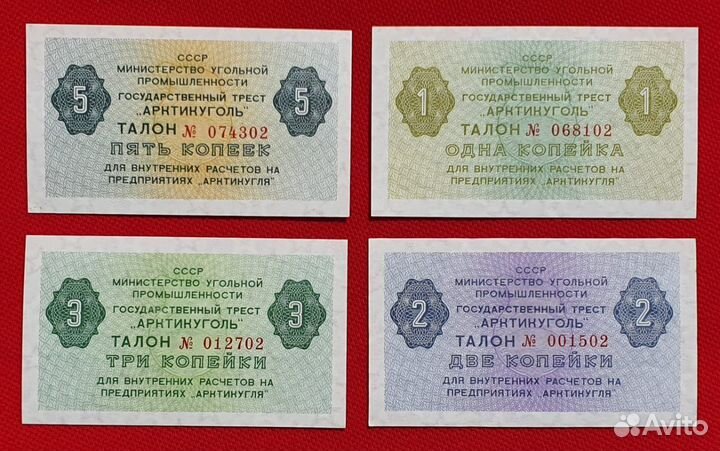 СССР
МИНИСТЕРСТВО УГОЛЬНОЙ
ПРОМЫШЛЕННОСТИ
5 ГОСУДАРСТВЕННЫЙ ТРЕСТ 5
„АРКТИКУГОЛЬ"
ТАЛОН № 074302
ПЯТЬ КОПЕЕК
ДЛЯ ВНУТРЕННИХ РАСЧЕТОВ НА
ПРЕДПРИЯТИЯХ „АРКТИКУГЛЯ"
СССР
МИНИСТЕРСТВО УГОЛЬНОЙ
ПРОМЫШЛЕННОСТИ
1 ГОСУДАРСТВЕННЫЙ ТРЕСТ 1
„АРКТИКУГОЛЬ"
ТАЛОН № 068102
ОДНА КОПЕЙКА
ДЛЯ ВНУТРЕННИХ РАСЧЕТОВ НА
ПРЕДПРИЯТИЯХ „АРКТИКУГЛЯ"
СССР
МИНИСТЕРСТВО УГОЛЬНОЙ
ПРОМЫШЛЕННОСТИ
3 ГОСУДАРСТВЕННЫЙ ТРЕСТ 3
„АРКТИКУГОЛЬ"
ТАЛОН № 012702
ТРИ КОПЕЙКИ
ДЛЯ ВНУТРЕННИХ РАСЧЕТОВ НА
ПРЕДПРИЯТИЯХ „АРКТИКУГЛЯ"
СССР
МИНИСТЕРСТВО УГОЛЬНОЙ
ПРОМЫШЛЕННОСТИ
2 ГОСУДАРСТВЕННЫЙ ТРЕСТ 2
„АРКТИКУГОЛЬ"
ТАЛОН № 001502
ДВЕ КОПЕЙКИ
ДЛЯ ВНУТРЕННИХ РАСЧЕТОВ НА
ПРЕДПРИЯТИЯХ „АРКТИКУГЛЯ"
Avito